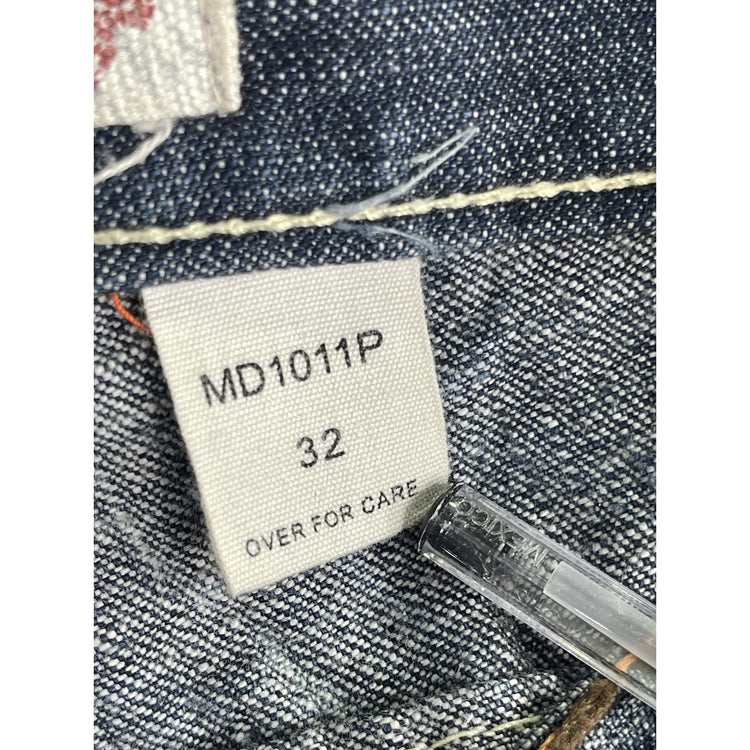 MD1011P
32
OVER FOR CARE